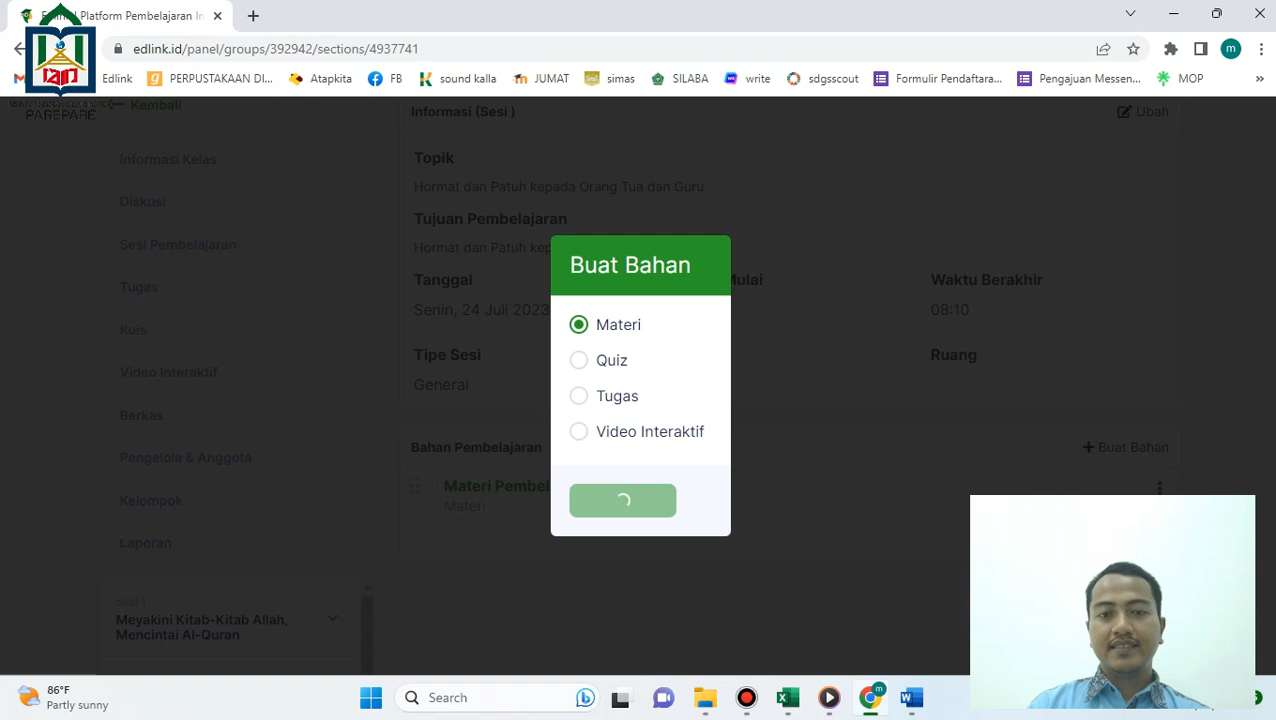 Platform Pembelajaran In
edlink.id/panel/groups/392942/sections/4937741
m
Edlink
PERPUSTAKAAN DI...
Atapkita
FB
sound kalla
JUMAT
simas
SILABA
write
sdgsscout
Formulir Pendaftara...
Pengajuan Messen...
MOP
»
PAREPARE
Kembali
Informasi (Sesi )
Ubah
Informasi Kelas
Diskusi
Sesi Pembelajaran
Tugas
Kuis
Video Interaktif
Berkas
Pengelola & Anggota
Kelompok
Laporan
Sesi 1
Meyakini Kitab-Kitab Allah,
Mencintai Al-Quran
Topik
Hormat dan Patuh kepada Orang Tua dan Guru
Tujuan Pembelajaran
Hormat dan Patuh kep
Tanggal
Mulai
Waktu Berakhir
Senin, 24 Juli 2023
08:10
Tipe Sesi
Ruang
General
Bahan Pembelajaran
+ Buat Bahan
Materi Pembel
Materi
Buat Bahan
Materi
Quiz
Tugas
Video Interaktif
86°F
Partly sunny
Search